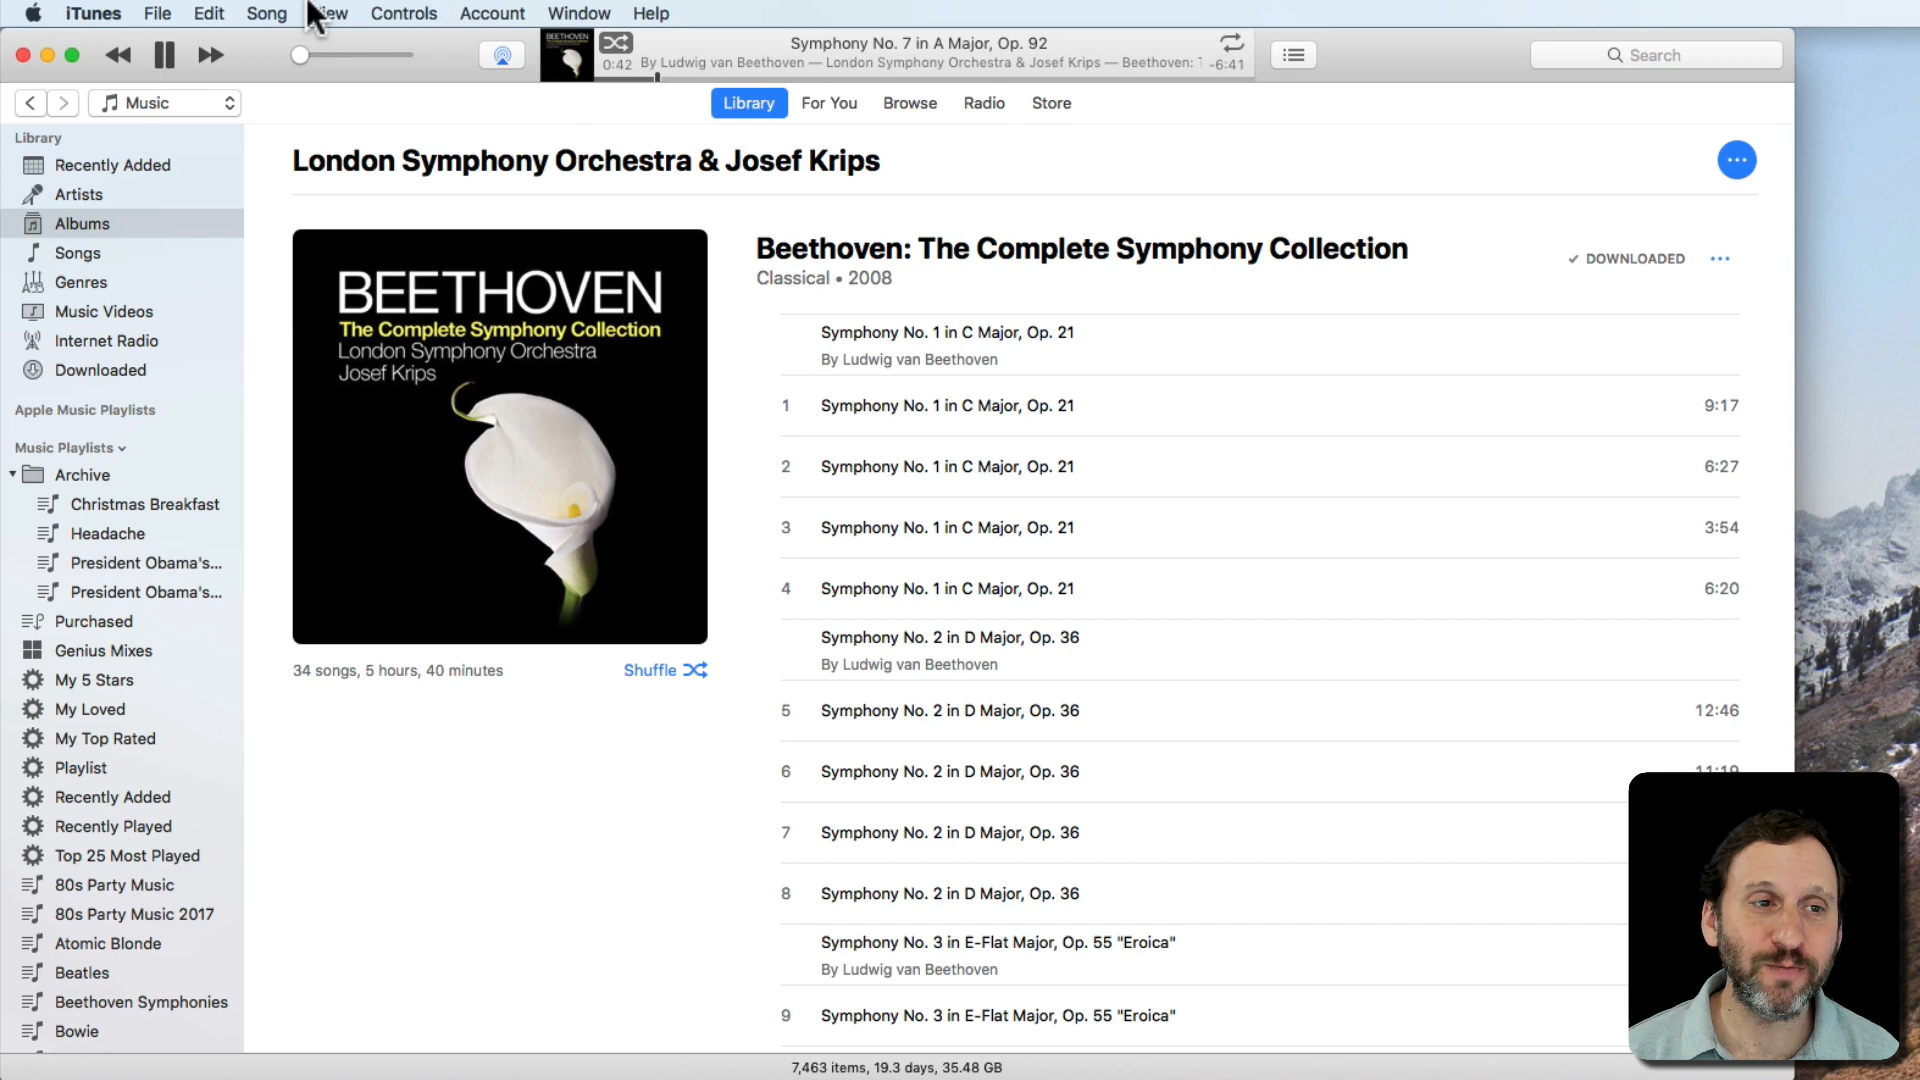 iTunes File Edit Song View Controls Account Window Help
Symphony No. 7 in A Major, Op. 92
0:42 By Ludwig van Beethoven — London Symphony Orchestra & Josef Krips — Beethoven: -6:41
Search
Music
Library For You Browse Radio Store
Library
Recently Added
Artists
Albums
Songs
Genres
Music Videos
Internet Radio
Downloaded
Apple Music Playlists
Music Playlists
Archive
Christmas Breakfast
Headache
President Obama's...
President Obama's...
Purchased
Genius Mixes
My 5 Stars
My Loved
My Top Rated
Playlist
Recently Added
Recently Played
Top 25 Most Played
80s Party Music
80s Party Music 2017
Atomic Blonde
Beatles
Beethoven Symphonies
Bowie
London Symphony Orchestra & Josef Krips
BEETHOVEN
The Complete Symphony Collection
London Symphony Orchestra
Josef Krips
34 songs, 5 hours, 40 minutes
Shuffle
Beethoven: The Complete Symphony Collection
Classical • 2008
✓ DOWNLOADED
Symphony No. 1 in C Major, Op. 21
By Ludwig van Beethoven
1 Symphony No. 1 in C Major, Op. 21 9:17
2 Symphony No. 1 in C Major, Op. 21 6:27
3 Symphony No. 1 in C Major, Op. 21 3:54
4 Symphony No. 1 in C Major, Op. 21 6:20
Symphony No. 2 in D Major, Op. 36
By Ludwig van Beethoven
5 Symphony No. 2 in D Major, Op. 36 12:46
6 Symphony No. 2 in D Major, Op. 36
7 Symphony No. 2 in D Major, Op. 36
8 Symphony No. 2 in D Major, Op. 36
Symphony No. 3 in E-Flat Major, Op. 55 "Eroica"
By Ludwig van Beethoven
9 Symphony No. 3 in E-Flat Major, Op. 55 "Eroica"
7,463 items, 19.3 days, 35.48 GB